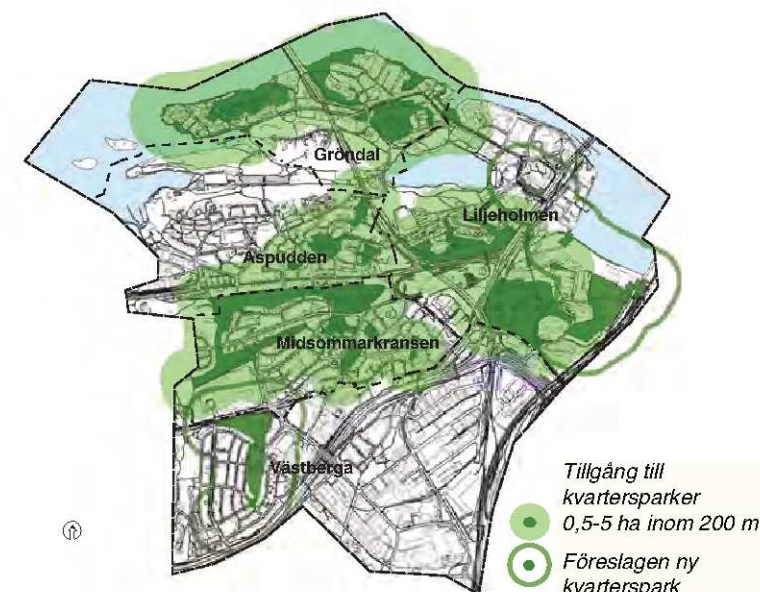 Gröndal
Liljeholmen
Aspudden
Midsommarkransen
Västberga
Tillgång till
kvartersparker
0,5-5 ha inom 200 m
Föreslagen ny
kvarterspark